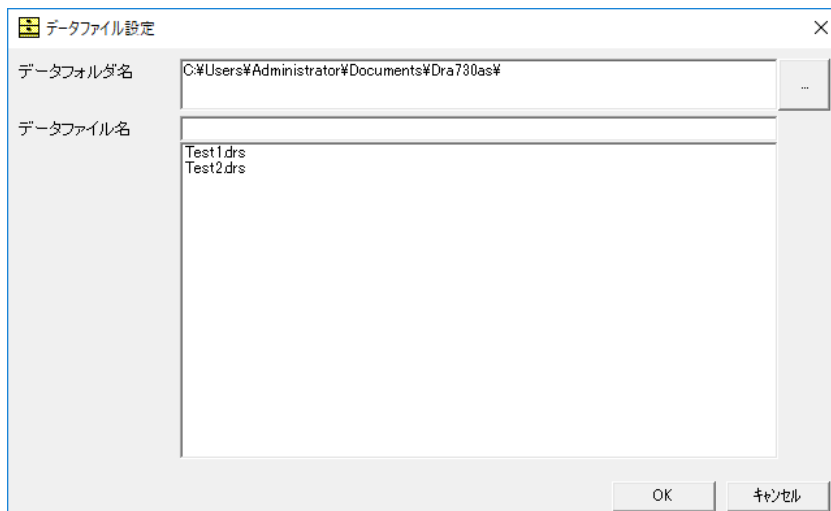 データファイル設定
データフォルダ名
C:¥Users¥Administrator¥Documents¥Dra730as¥
...
データファイル名
Test1.drs
Test2.drs
OK
キャンセル